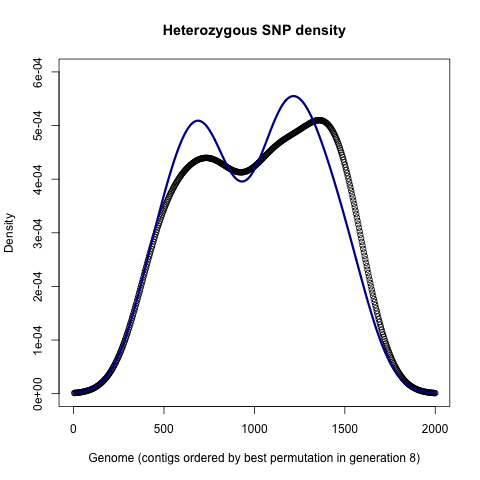 Heterozygous SNP density
Density
6e-04
5e-04
4e-04
3e-04
2e-04
1e-04
0e+00
0 500 1000 1500 2000
Genome (contigs ordered by best permutation in generation 8)